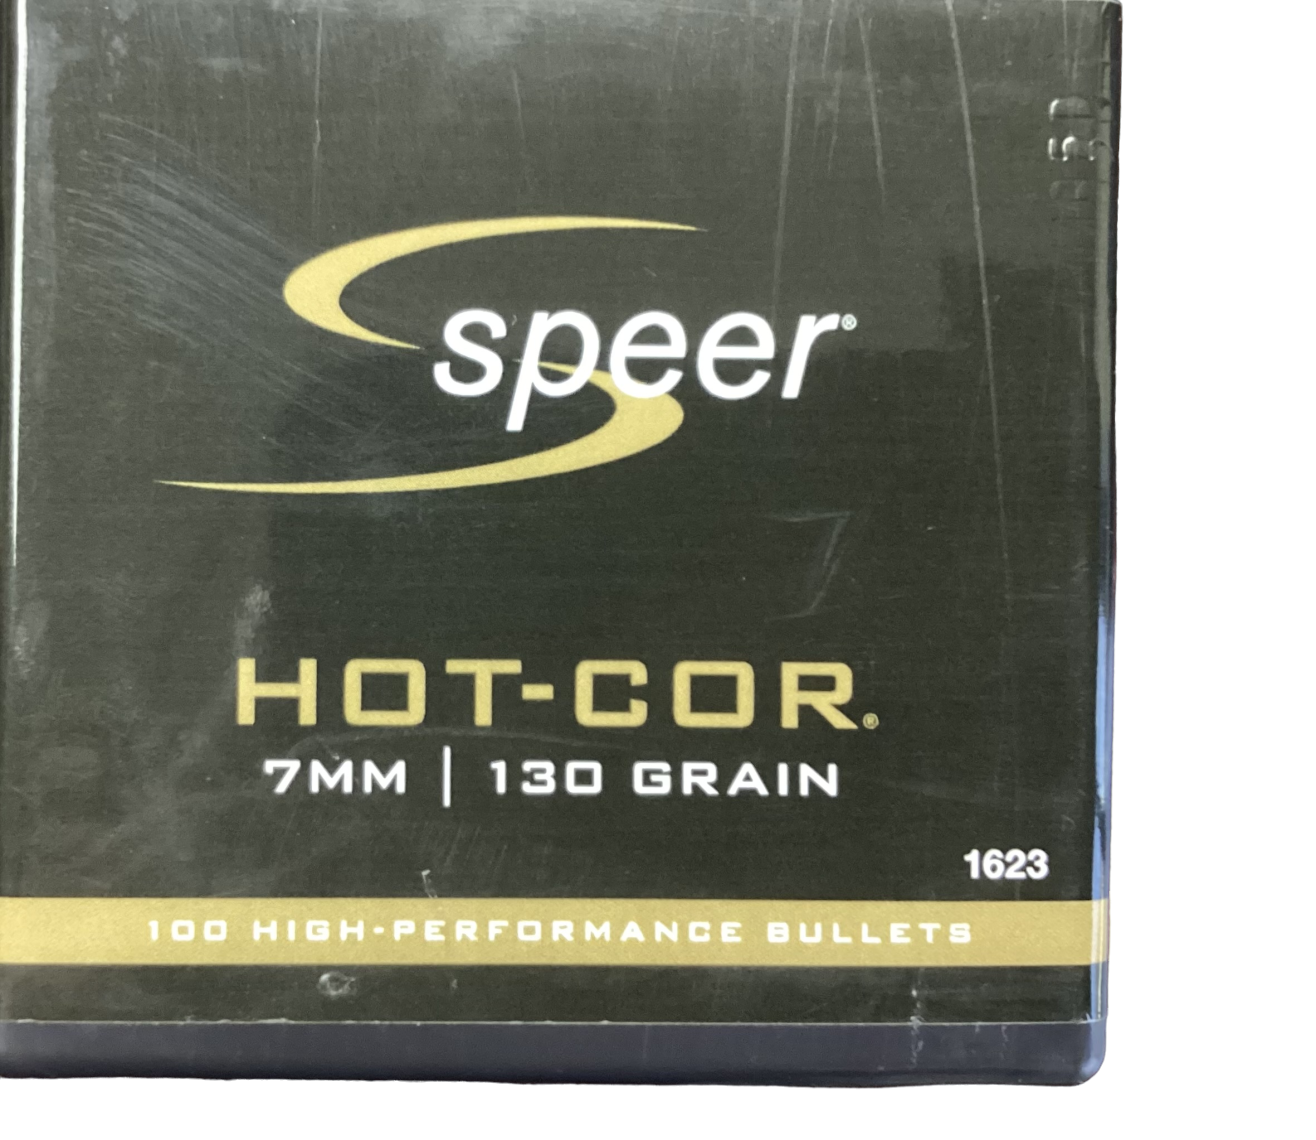 speer®
HOT-COR®
7MM | 130 GRAIN
1623
100 HIGH-PERFORMANCE BULLETS